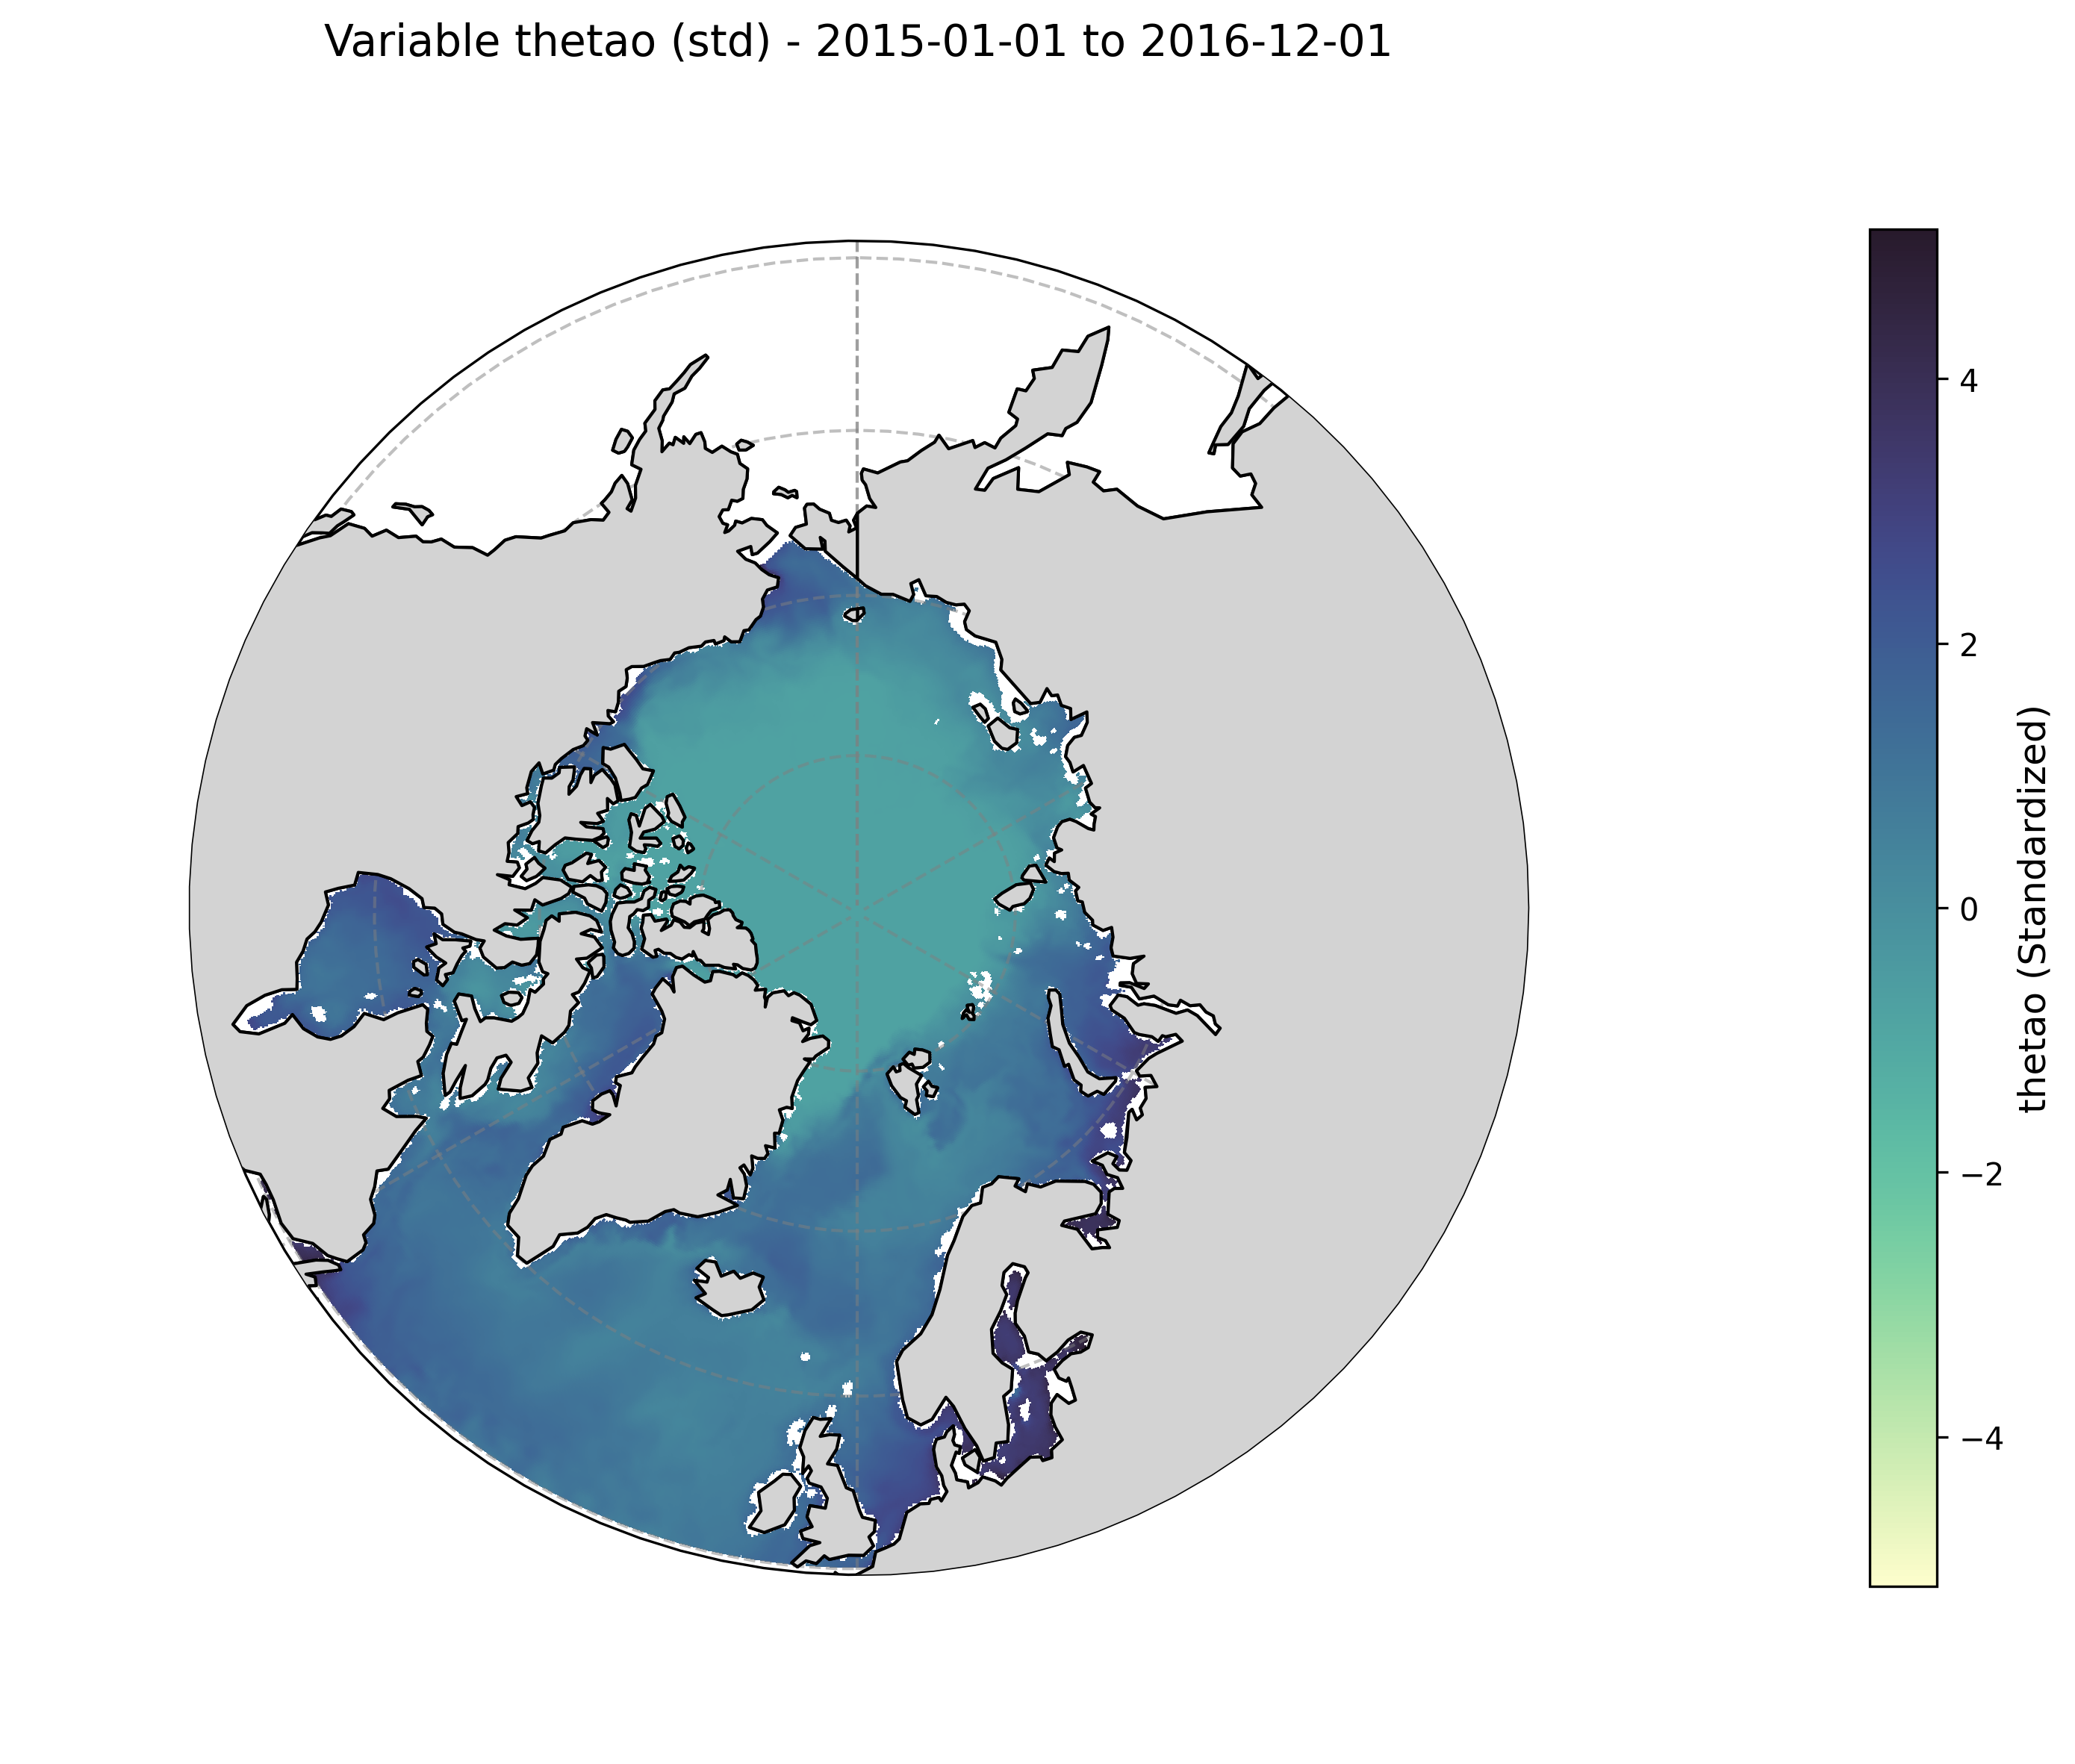 Variable thetao (std) - 2015-01-01 to 2016-12-01
4
2
0
−2
−4
thetao (Standardized)